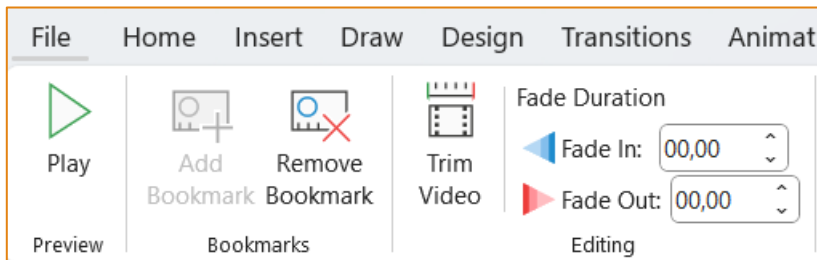 File Home Insert Draw Design Transitions Animat
Play
Add
Bookmark
Remove
Bookmark
Trim
Video
Fade Duration
Fade In: 00,00
Fade Out: 00,00
Preview Bookmarks Editing